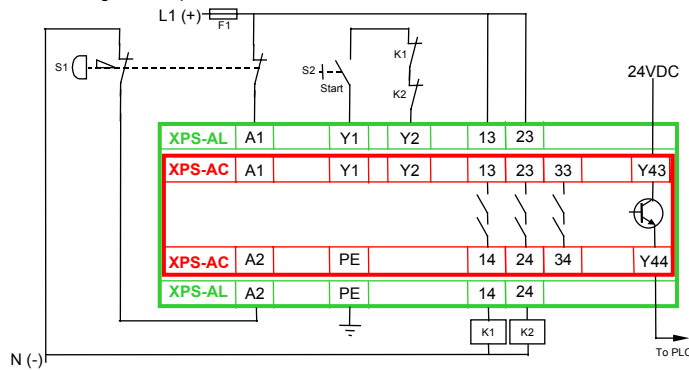 L1 (+)
F1
S1
S2
Start
K1
K2
24VDC
XPS-AL A1 Y1 Y2 13 23
XPS-AC A1 Y1 Y2 13 23 33 Y43
XPS-AC A2 PE 14 24 34 Y44
XPS-AL A2 PE 14 24
K1 K2
To PLC
N (-)